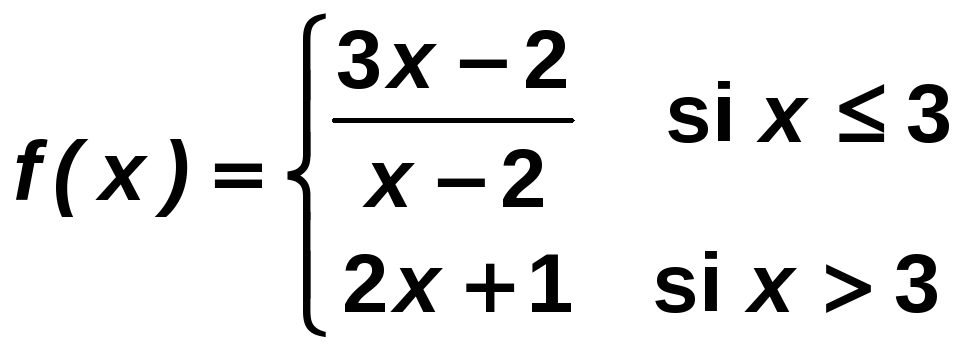 f(x) = { (3x − 2)/(x − 2) si x ≤ 3
2x + 1 si x > 3